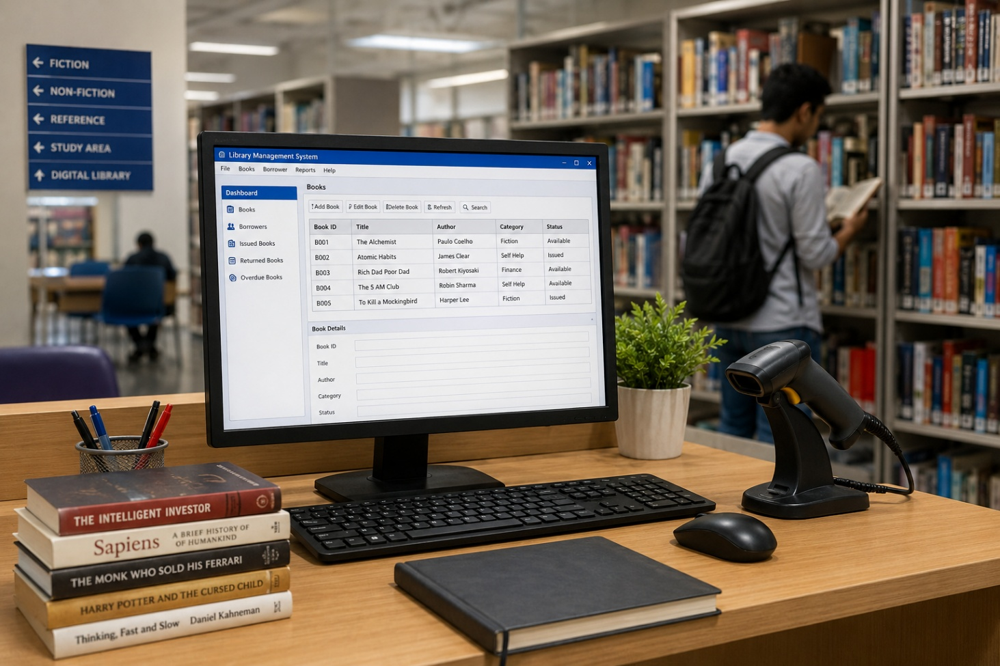 ← FICTION
← NON-FICTION
← REFERENCE
← STUDY AREA
↑ DIGITAL LIBRARY
Library Management System
File Books Borrower Reports Help
Dashboard
Books
Borrowers
Issued Books
Returned Books
Overdue Books
Books
Add Book Edit Book Delete Book Refresh Search
Book ID Title Author Category Status
B001 The Alchemist Paulo Coelho Fiction Available
B002 Atomic Habits James Clear Self Help Issued
B003 Rich Dad Poor Dad Robert Kiyosaki Finance Available
B004 The 5 AM Club Robin Sharma Self Help Available
B005 To Kill a Mockingbird Harper Lee Fiction Issued
Book Details
Book ID
Title
Author
Category
Status
THE INTELLIGENT INVESTOR
Sapiens A BRIEF HISTORY OF
OF HUMANKIND
THE MONK WHO SOLD HIS FERRARI
HARRY POTTER AND THE CURSED CHILD
Thinking, Fast and Slow Daniel Kahneman